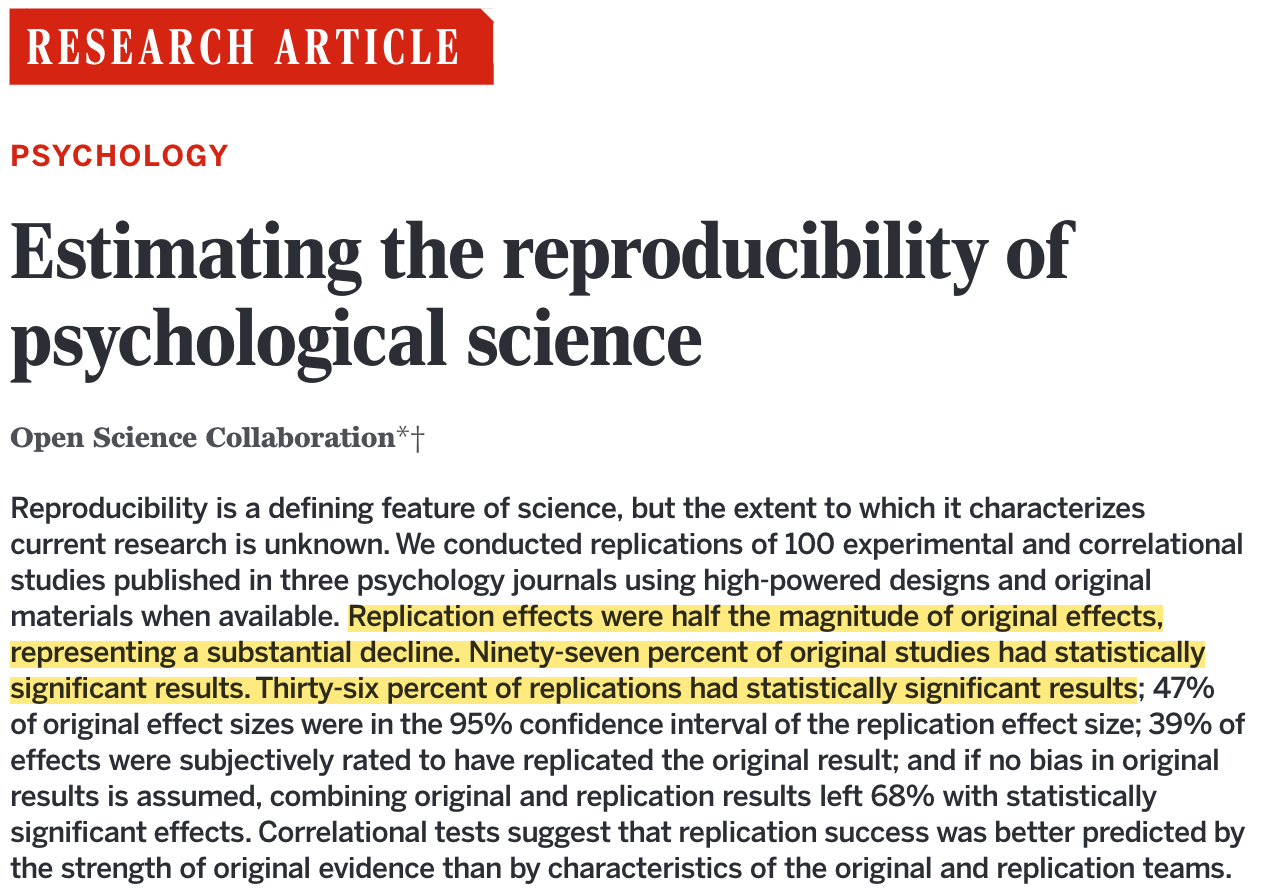 RESEARCH ARTICLE
PSYCHOLOGY
Estimating the reproducibility of
psychological science
Open Science Collaboration*†
Reproducibility is a defining feature of science, but the extent to which it characterizes
current research is unknown. We conducted replications of 100 experimental and correlational
studies published in three psychology journals using high-powered designs and original
materials when available. Replication effects were half the magnitude of original effects,
representing a substantial decline. Ninety-seven percent of original studies had statistically
significant results. Thirty-six percent of replications had statistically significant results; 47%
of original effect sizes were in the 95% confidence interval of the replication effect size; 39% of
effects were subjectively rated to have replicated the original result; and if no bias in original
results is assumed, combining original and replication results left 68% with statistically
significant effects. Correlational tests suggest that replication success was better predicted by
the strength of original evidence than by characteristics of the original and replication teams.